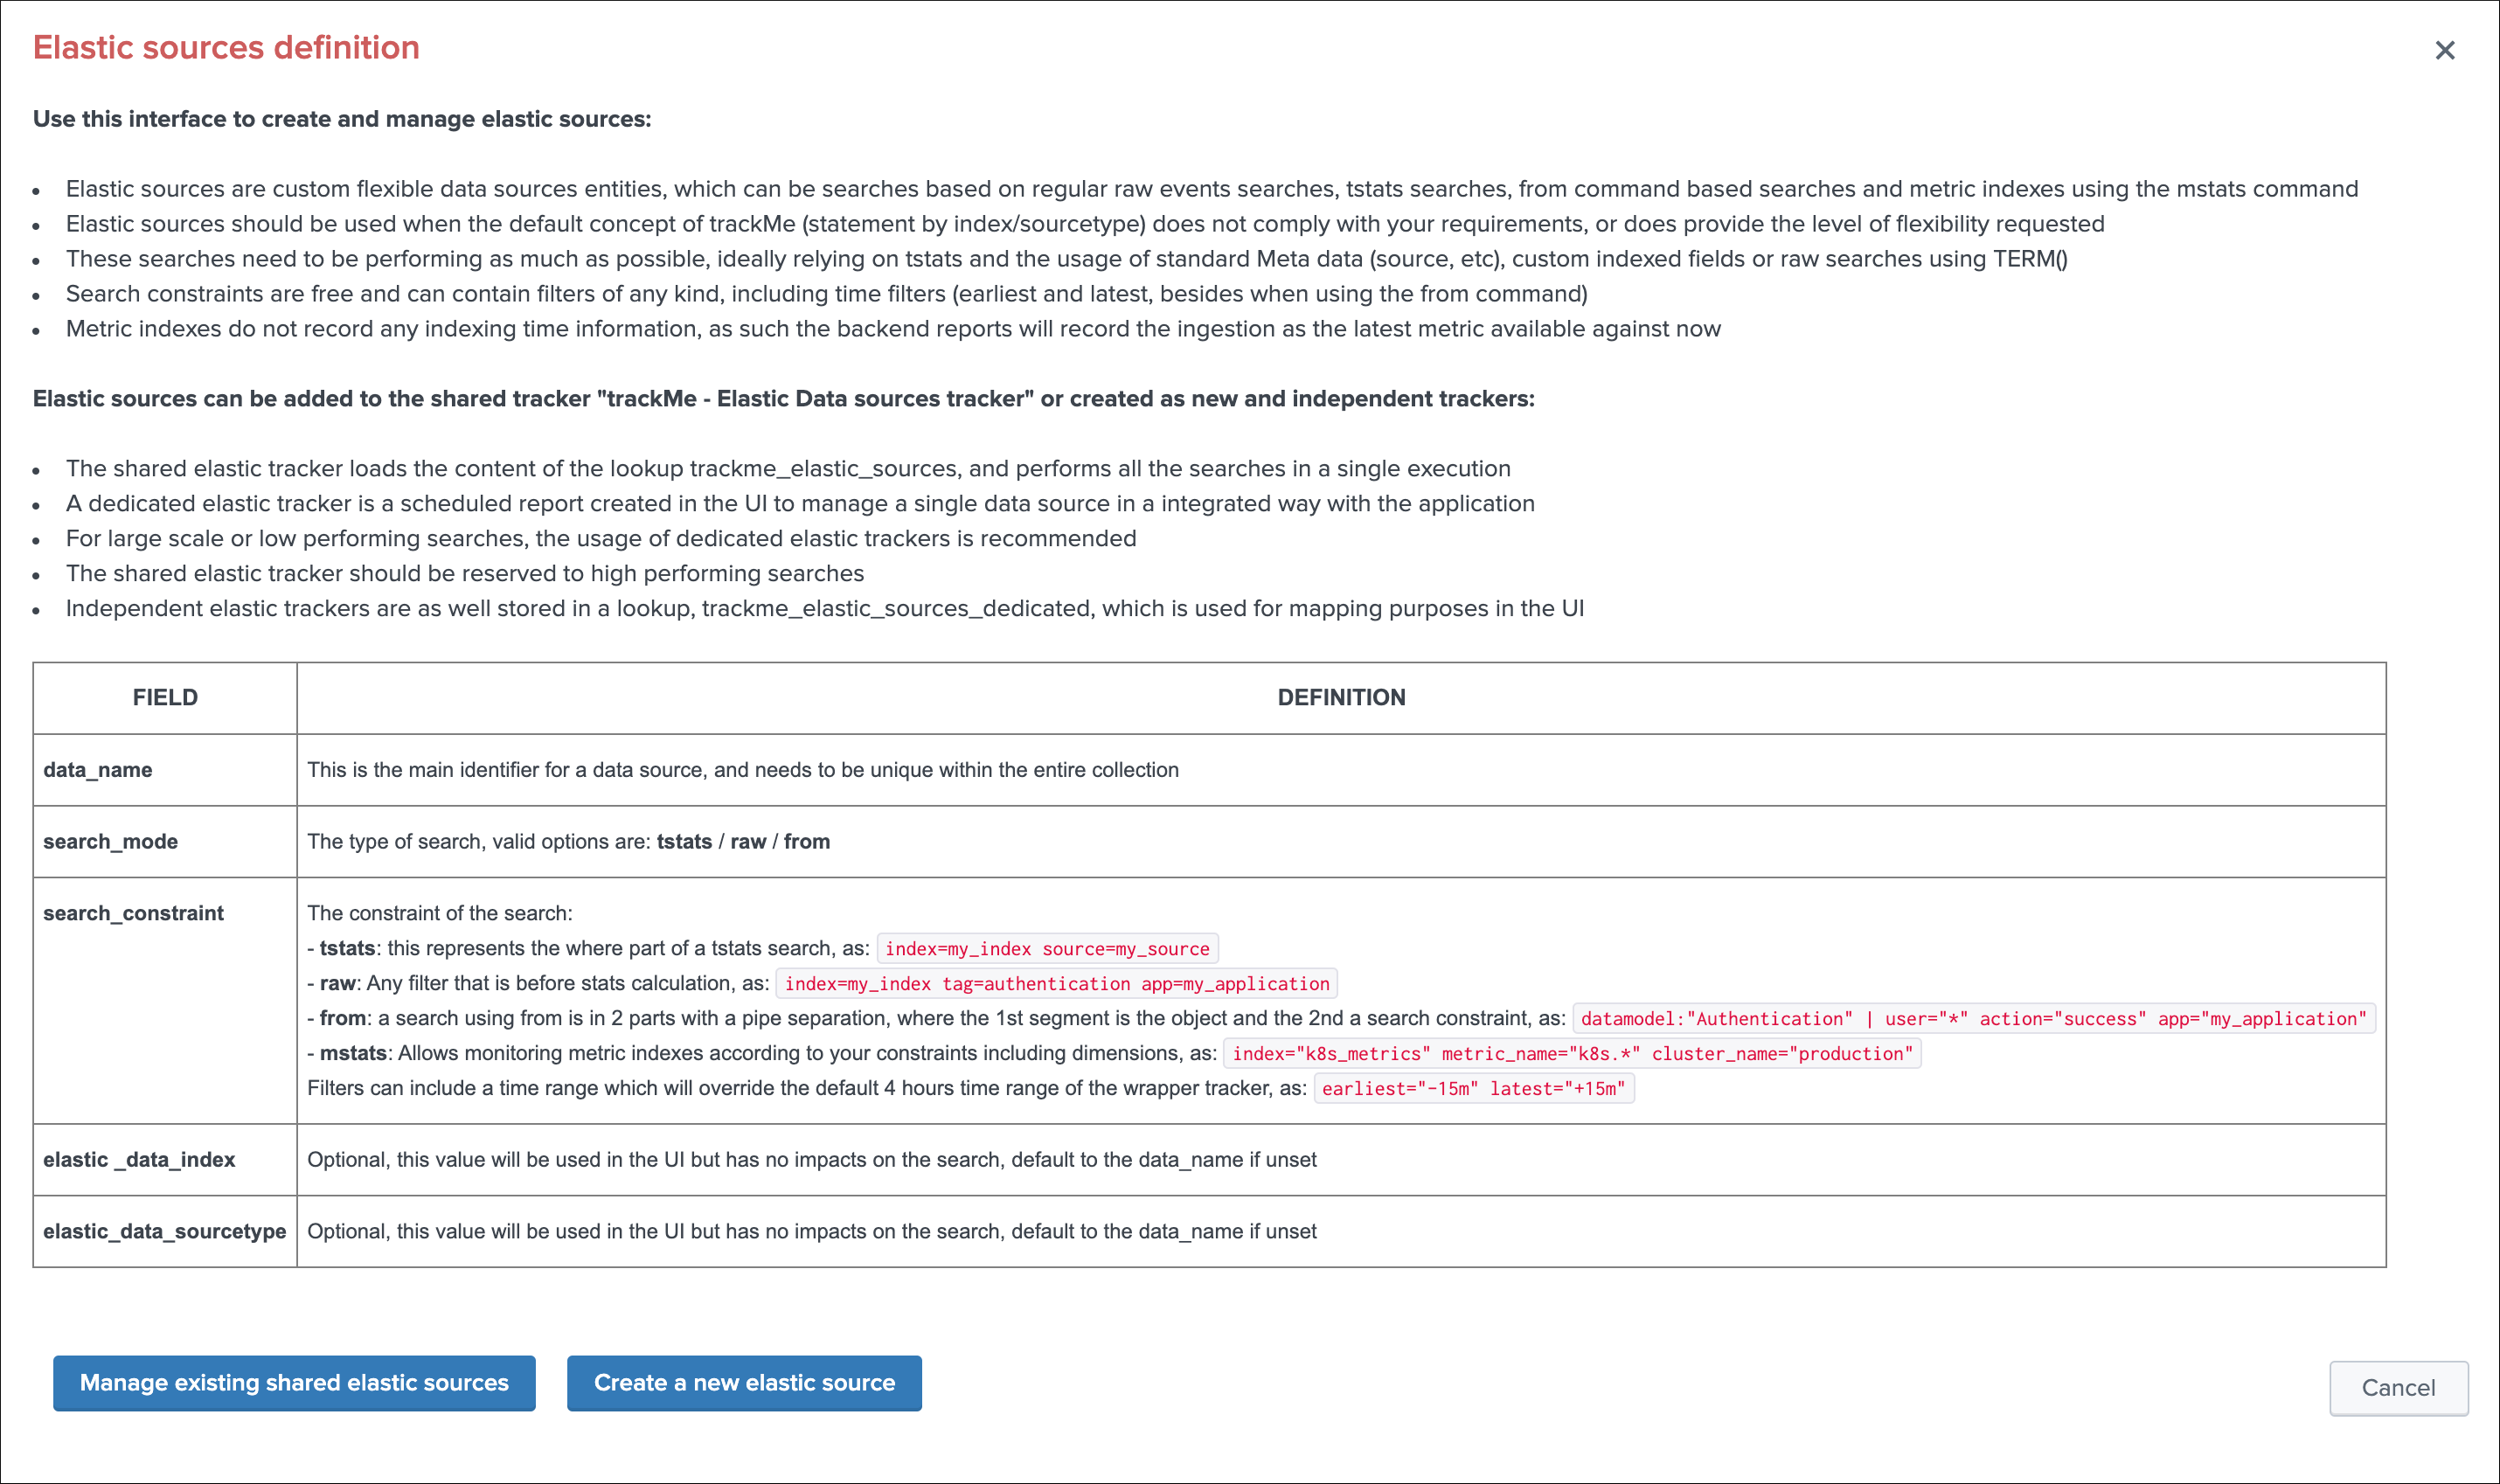 Elastic sources definition
×
Use this interface to create and manage elastic sources:
• Elastic sources are custom flexible data sources entities, which can be searches based on regular raw events searches, tstats searches, from command based searches and metric indexes using the mstats command
• Elastic sources should be used when the default concept of trackMe (statement by index/sourcetype) does not comply with your requirements, or does provide the level of flexibility requested
• These searches need to be performing as much as possible, ideally relying on tstats and the usage of standard Meta data (source, etc), custom indexed fields or raw searches using TERM()
• Search constraints are free and can contain filters of any kind, including time filters (earliest and latest, besides when using the from command)
• Metric indexes do not record any indexing time information, as such the backend reports will record the ingestion as the latest metric available against now
Elastic sources can be added to the shared tracker "trackMe - Elastic Data sources tracker" or created as new and independent trackers:
• The shared elastic tracker loads the content of the lookup trackme_elastic_sources, and performs all the searches in a single execution
• A dedicated elastic tracker is a scheduled report created in the UI to manage a single data source in a integrated way with the application
• For large scale or low performing searches, the usage of dedicated elastic trackers is recommended
• The shared elastic tracker should be reserved to high performing searches
• Independent elastic trackers are as well stored in a lookup, trackme_elastic_sources_dedicated, which is used for mapping purposes in the UI
FIELD DEFINITION
data_name This is the main identifier for a data source, and needs to be unique within the entire collection
search_mode The type of search, valid options are: tstats / raw / from
search_constraint The constraint of the search:
- tstats: this represents the where part of a tstats search, as: index=my_index source=my_source
- raw: Any filter that is before stats calculation, as: index=my_index tag=authentication app=my_application
- from: a search using from is in 2 parts with a pipe separation, where the 1st segment is the object and the 2nd a search constraint, as: datamodel:"Authentication" | user="*" action="success" app="my_application"
- mstats: Allows monitoring metric indexes according to your constraints including dimensions, as: index="k8s_metrics" metric_name="k8s.*" cluster_name="production"
Filters can include a time range which will override the default 4 hours time range of the wrapper tracker, as: earliest="-15m" latest="+15m"
elastic _data_index Optional, this value will be used in the UI but has no impacts on the search, default to the data_name if unset
elastic_data_sourcetype Optional, this value will be used in the UI but has no impacts on the search, default to the data_name if unset
Manage existing shared elastic sources Create a new elastic source Cancel